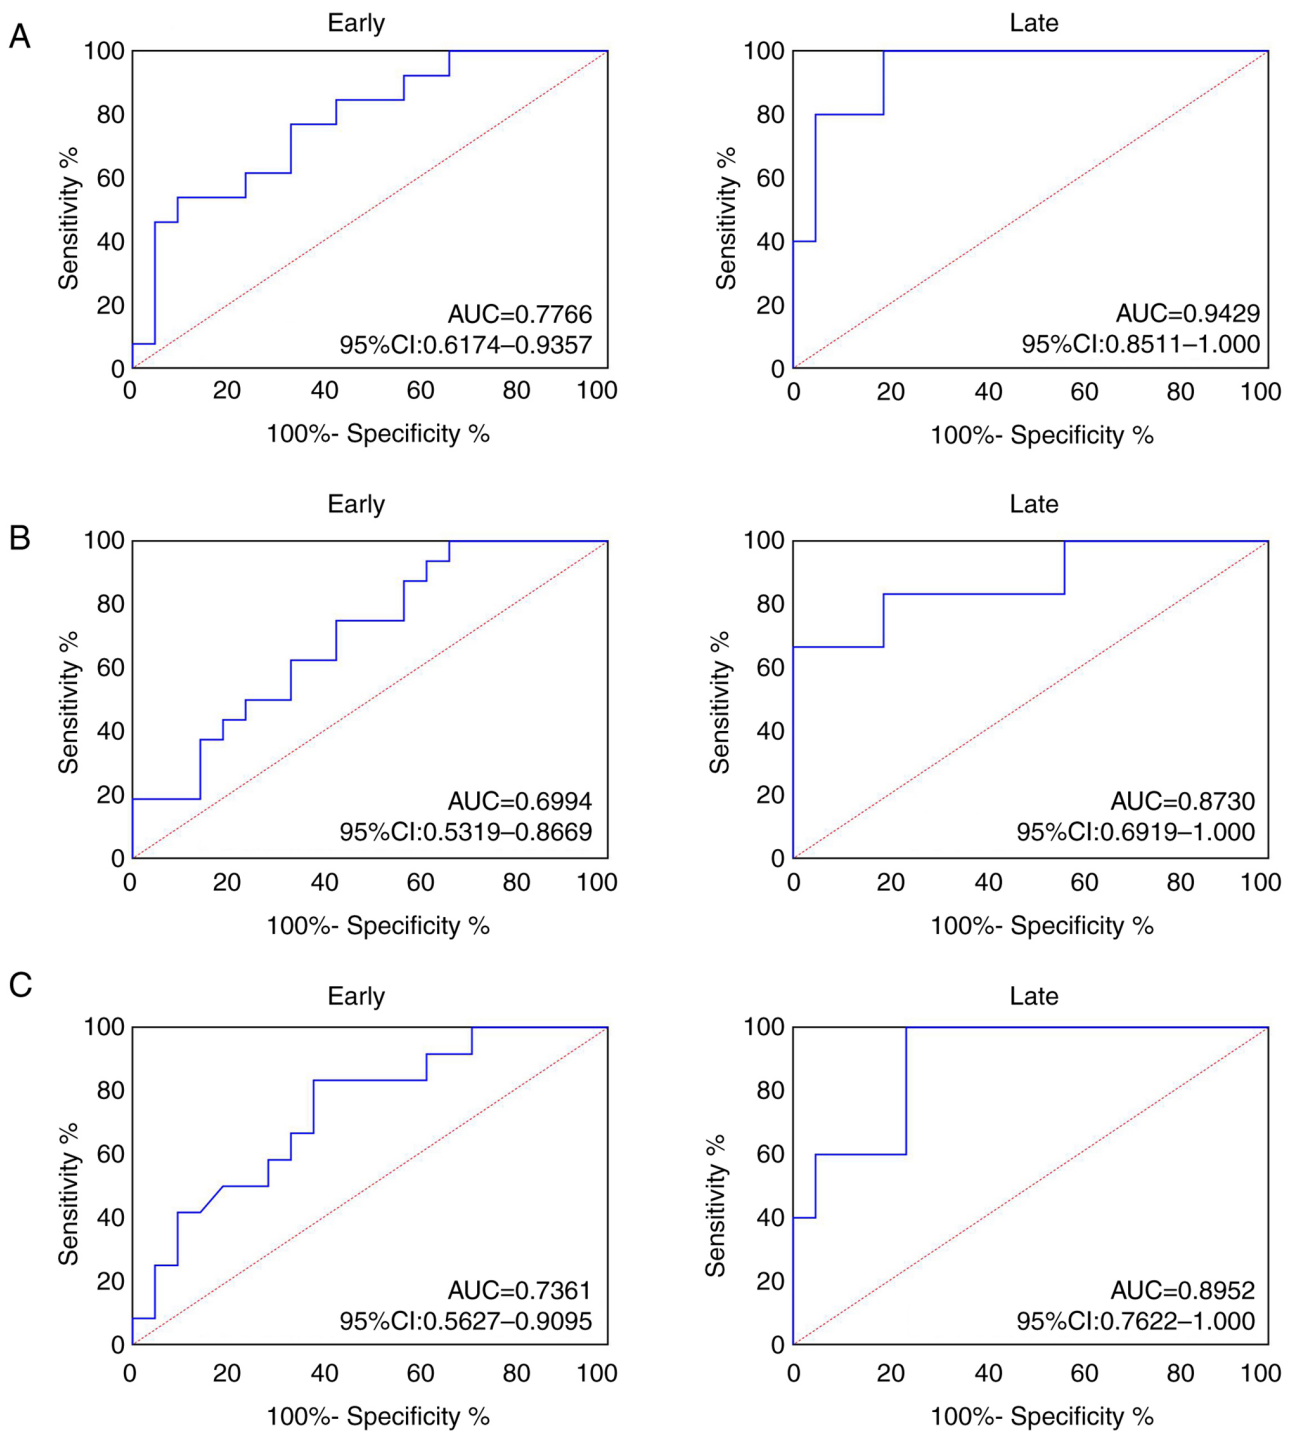 A
Early
Late
100
80
60
40
20
0
Sensitivity %
AUC=0.7766
95%CI:0.6174–0.9357
0 20 40 60 80 100
100%- Specificity %
100
80
60
40
20
0
Sensitivity %
AUC=0.9429
95%CI:0.8511–1.000
0 20 40 60 80 100
100%- Specificity %
B
Early
Late
100
80
60
40
20
0
Sensitivity %
AUC=0.6994
95%CI:0.5319–0.8669
0 20 40 60 80 100
100%- Specificity %
100
80
60
40
20
0
Sensitivity %
AUC=0.8730
95%CI:0.6919–1.000
0 20 40 60 80 100
100%- Specificity %
C
Early
Late
100
80
60
40
20
0
Sensitivity %
AUC=0.7361
95%CI:0.5627–0.9095
0 20 40 60 80 100
100%- Specificity %
100
80
60
40
20
0
Sensitivity %
AUC=0.8952
95%CI:0.7622–1.000
0 20 40 60 80 100
100%- Specificity %